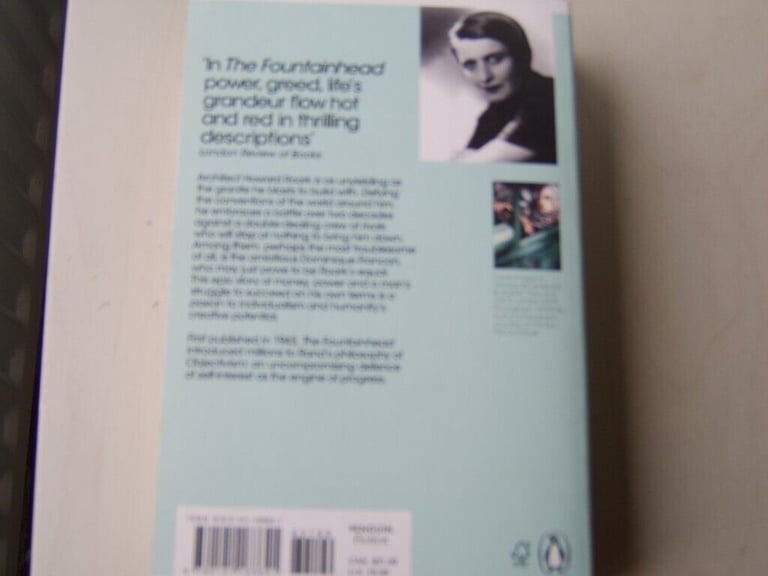 'In The Fountainhead
power, greed, life's
grandeur flow hot
and red in thrilling
descriptions'
London Review of Books
Architect Howard Roark is as unyielding as
the granite he blasts to build with. Defying
the conventions of the world around him,
he embraces a battle over two decades
against a double-dealing crew of rivals
who will stop at nothing to bring him down.
Among them, perhaps the most troublesome
of all, is the ambitious Dominique Francon,
who may just prove to be Roark's equal.
This epic story of money, power and a man's
struggle to succeed on his own terms is a
paean to individualism and humanity's
creative potential.
First published in 1943, The Fountainhead
introduced millions to Rand's philosophy of
Objectivism: an uncompromising defence
of self-interest as the engine of progress.
PENGUIN
Fiction